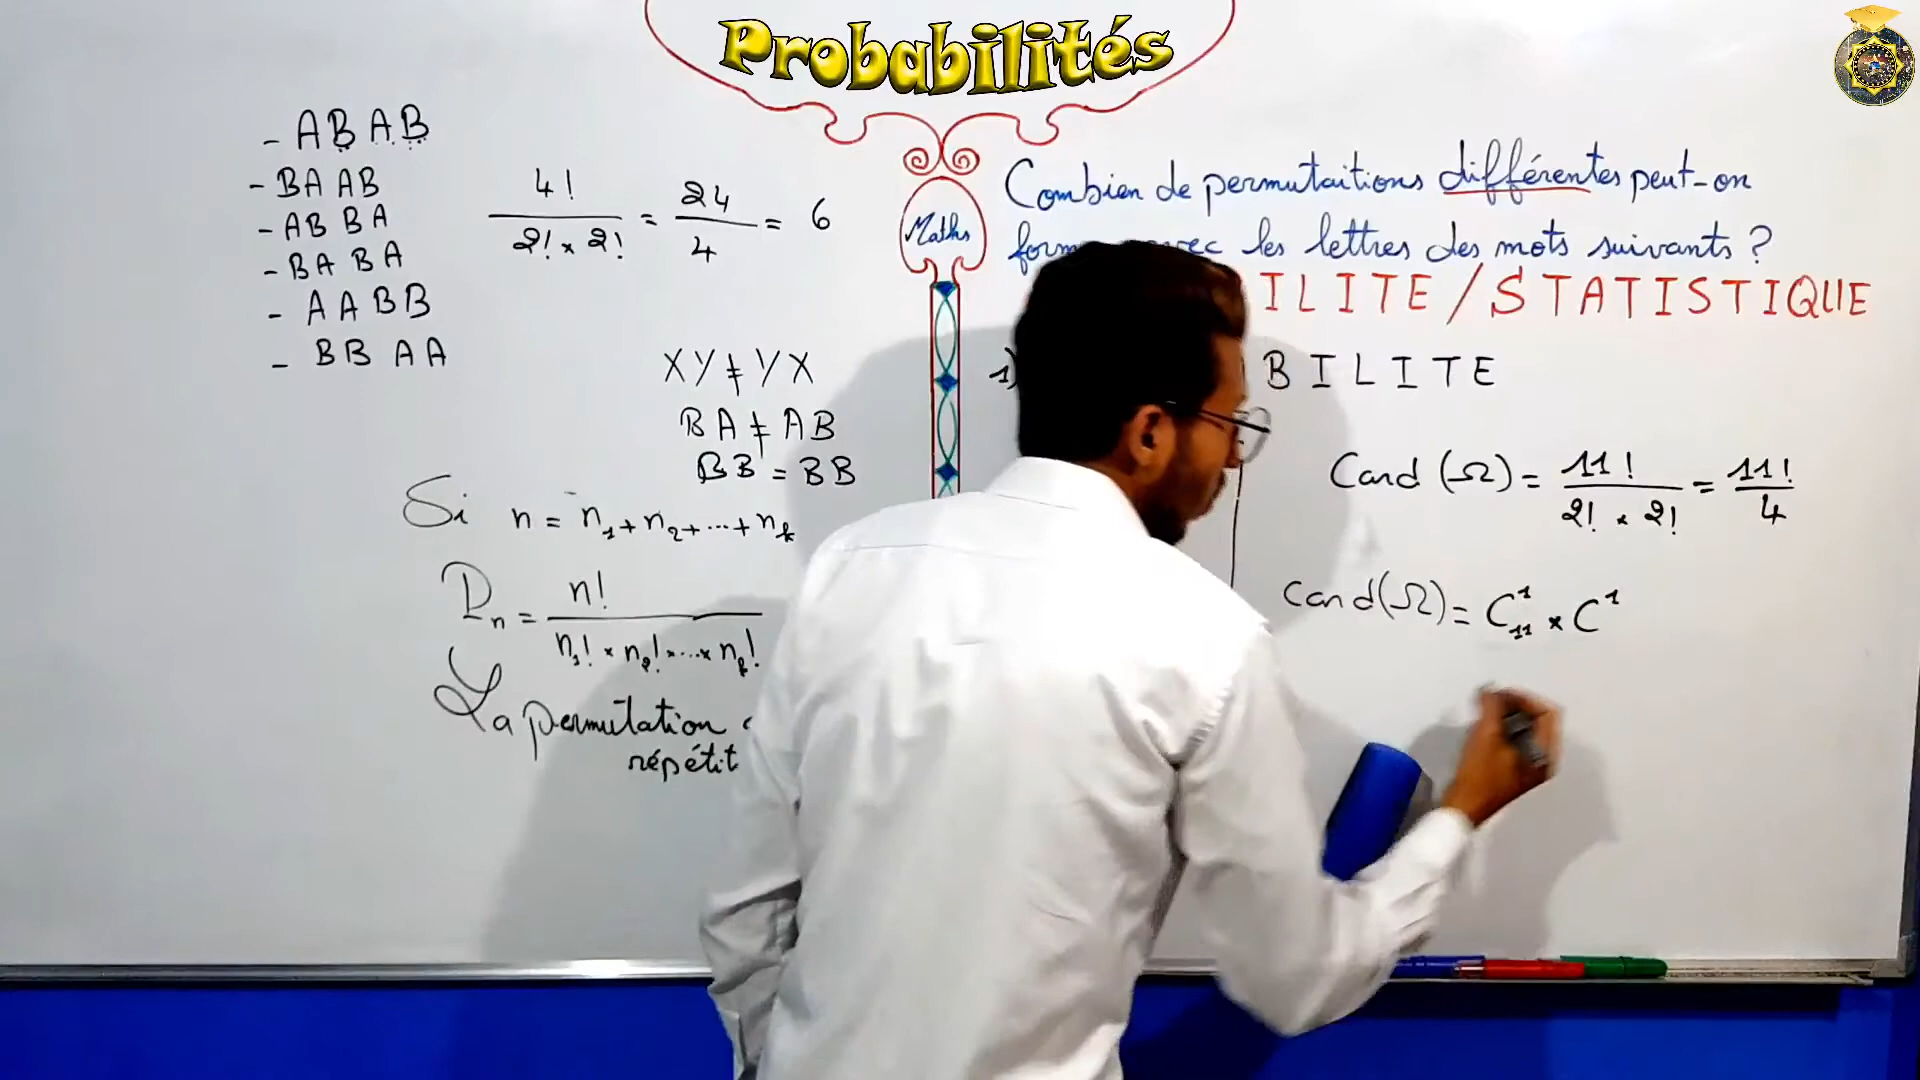 Probabilités
- ABAB
- BAAB
- ABBA
- BABA
- AABB
- BBAA
4! / 2! × 2! = 24 / 4 = 6
XY ≠ YX
BA ≠ AB
BB = BB
Si n = n₁ + n₂ + ... + nₖ
Pₙ = n! / n₁! × n₂! × ... × nₖ!
La permutation
répétit
Maths
Combien de permutaitions différentes peut-on
les lettres des mots suivants ?
ILITE/STATISTIQUE
1) BILITE
Card (Ω) = 11! / 2! × 2! = 11! / 4
Card(Ω) = C¹₁₁ × C¹